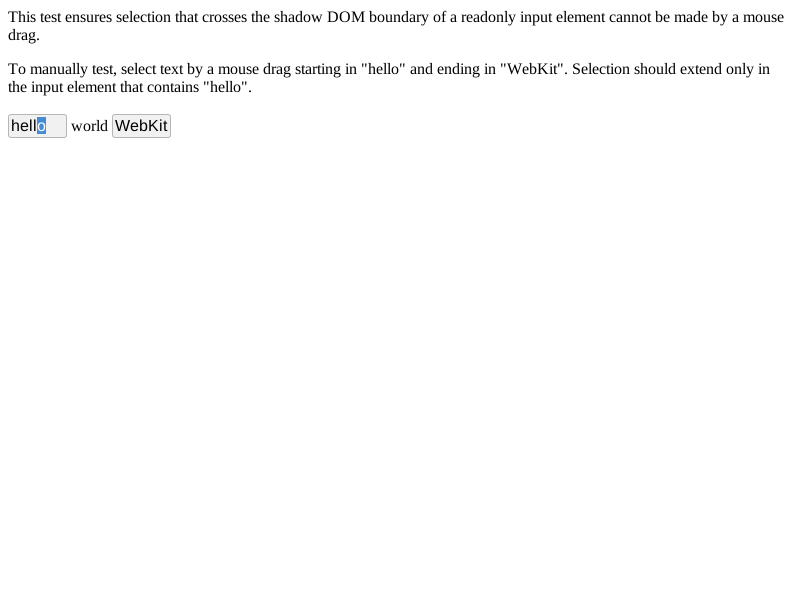 This test ensures selection that crosses the shadow DOM boundary of a readonly input element cannot be made by a mouse
drag.
To manually test, select text by a mouse drag starting in "hello" and ending in "WebKit". Selection should extend only in
the input element that contains "hello".
hello world WebKit